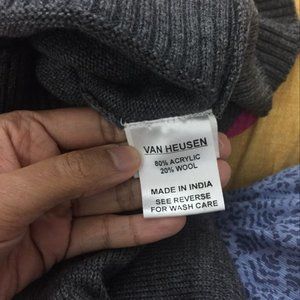 VAN HEUSEN
80% ACRYLIC
20% WOOL
MADE IN INDIA
SEE REVERSE
FOR WASH CARE